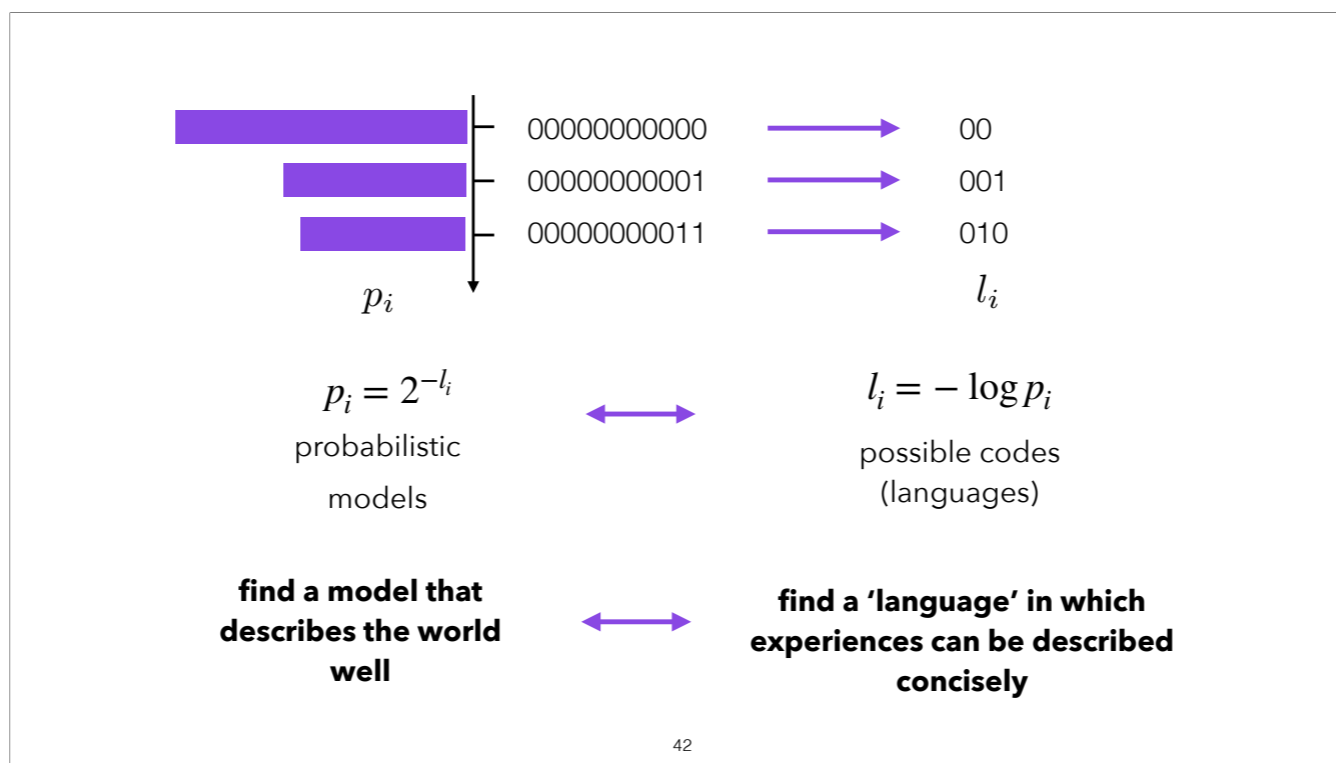 00000000000 00
00000000001 001
00000000011 010
p_i l_i
p_i = 2^{-l_i} l_i = − log p_i
probabilistic
models
possible codes
(languages)
find a model that
describes the world
well
find a ‘language’ in which
experiences can be described
concisely
42